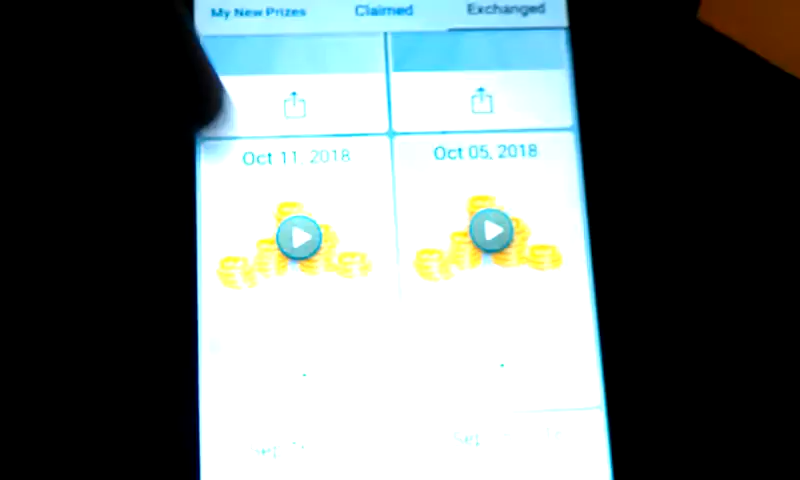 My New Prizes
Claimed
Exchanged
Oct 11, 2018
Oct 05, 2018